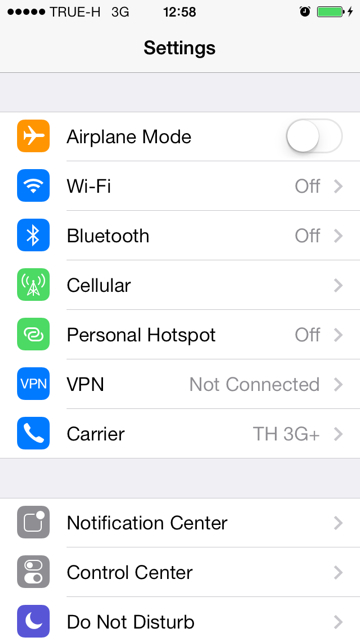 TRUE-H 3G 12:58
Settings
Airplane Mode
Wi-Fi Off
Bluetooth Off
Cellular
Personal Hotspot Off
VPN VPN Not Connected
Carrier TH 3G+
Notification Center
Control Center
Do Not Disturb